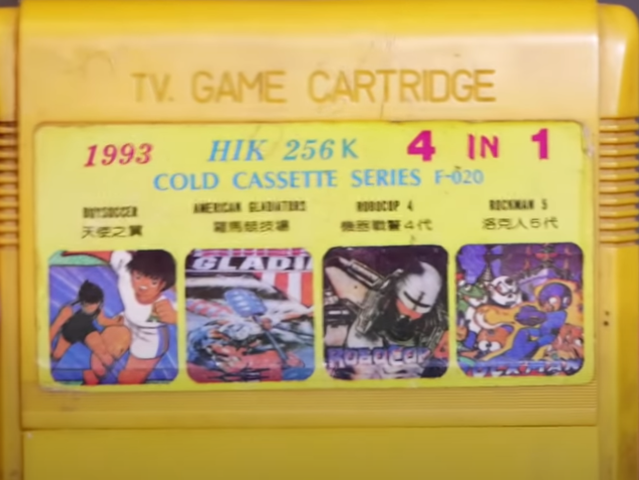 TV. GAME CARTRIDGE
1993 HIK 256K 4 IN 1
COLD CASSETTE SERIES F-020
BOYSOCCER AMERICAN GLADIATORS ROBOCOP 4 ROCKMAN 5
天使之翼 羅馬競技場 機器戰警4代 洛克人5代
GLADI ROBOCOP